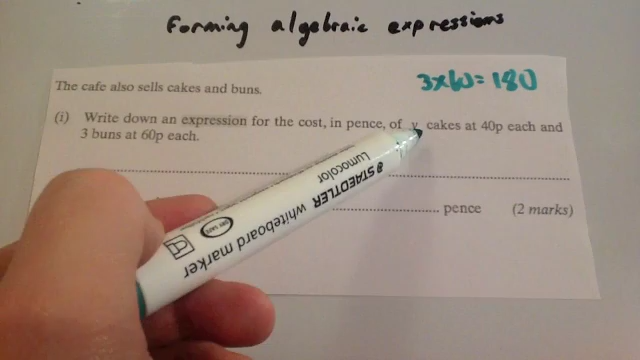 Forming algebraic expressions
3x60=180
The cafe also sells cakes and buns.
(i) Write down an expression for the cost, in pence, of y cakes at 40p each and
3 buns at 60p each.
STAEDTLER whiteboard marker
Lumocolor
pence (2 marks)